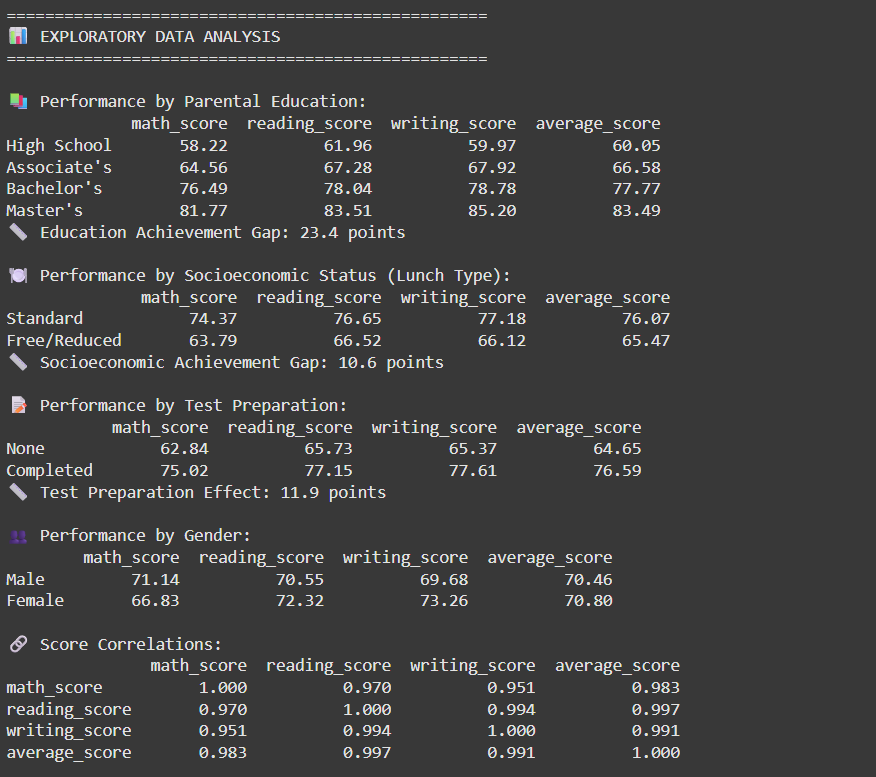 ==================================================
📊 EXPLORATORY DATA ANALYSIS
==================================================
📚 Performance by Parental Education:
math_score reading_score writing_score average_score
High School 58.22 61.96 59.97 60.05
Associate's 64.56 67.28 67.92 66.58
Bachelor's 76.49 78.04 78.78 77.77
Master's 81.77 83.51 85.20 83.49
📏 Education Achievement Gap: 23.4 points
🍽️ Performance by Socioeconomic Status (Lunch Type):
math_score reading_score writing_score average_score
Standard 74.37 76.65 77.18 76.07
Free/Reduced 63.79 66.52 66.12 65.47
📏 Socioeconomic Achievement Gap: 10.6 points
📝 Performance by Test Preparation:
math_score reading_score writing_score average_score
None 62.84 65.73 65.37 64.65
Completed 75.02 77.15 77.61 76.59
📏 Test Preparation Effect: 11.9 points
👥 Performance by Gender:
math_score reading_score writing_score average_score
Male 71.14 70.55 69.68 70.46
Female 66.83 72.32 73.26 70.80
🔗 Score Correlations:
math_score reading_score writing_score average_score
math_score 1.000 0.970 0.951 0.983
reading_score 0.970 1.000 0.994 0.997
writing_score 0.951 0.994 1.000 0.991
average_score 0.983 0.997 0.991 1.000